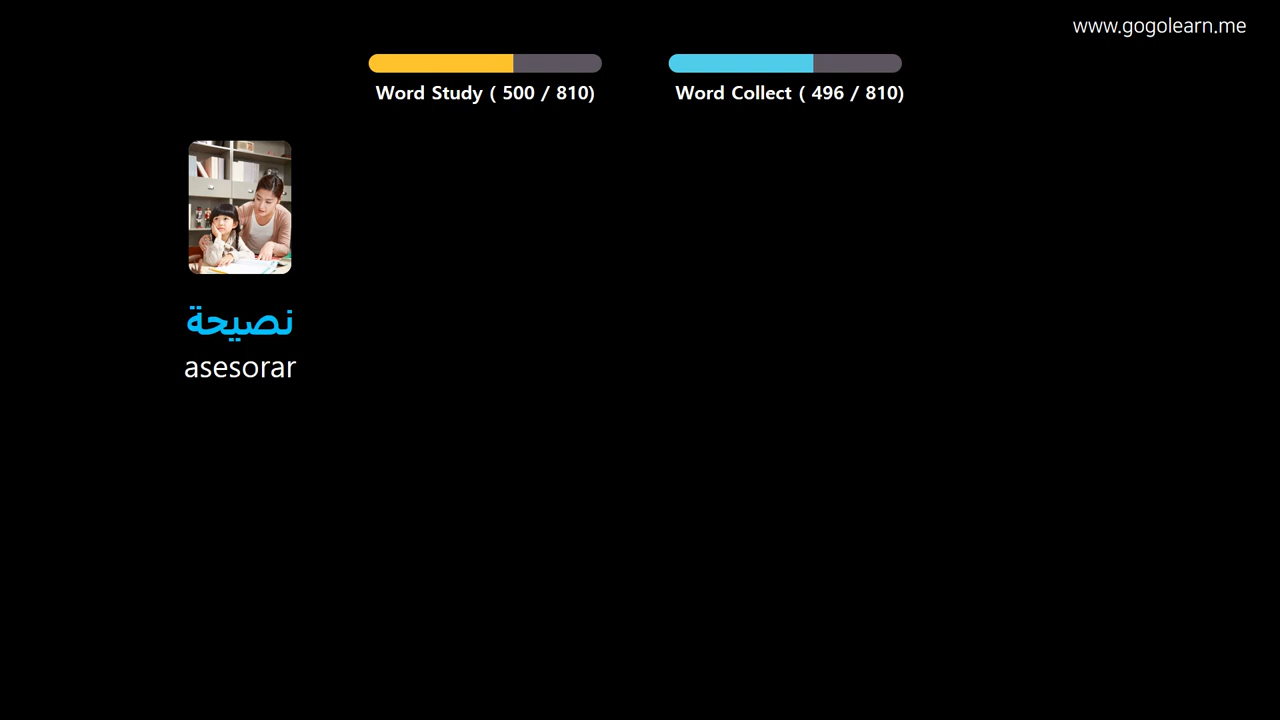 www.gogolearn.me
Word Study ( 500 / 810)
Word Collect ( 496 / 810)
نصيحة
asesorar